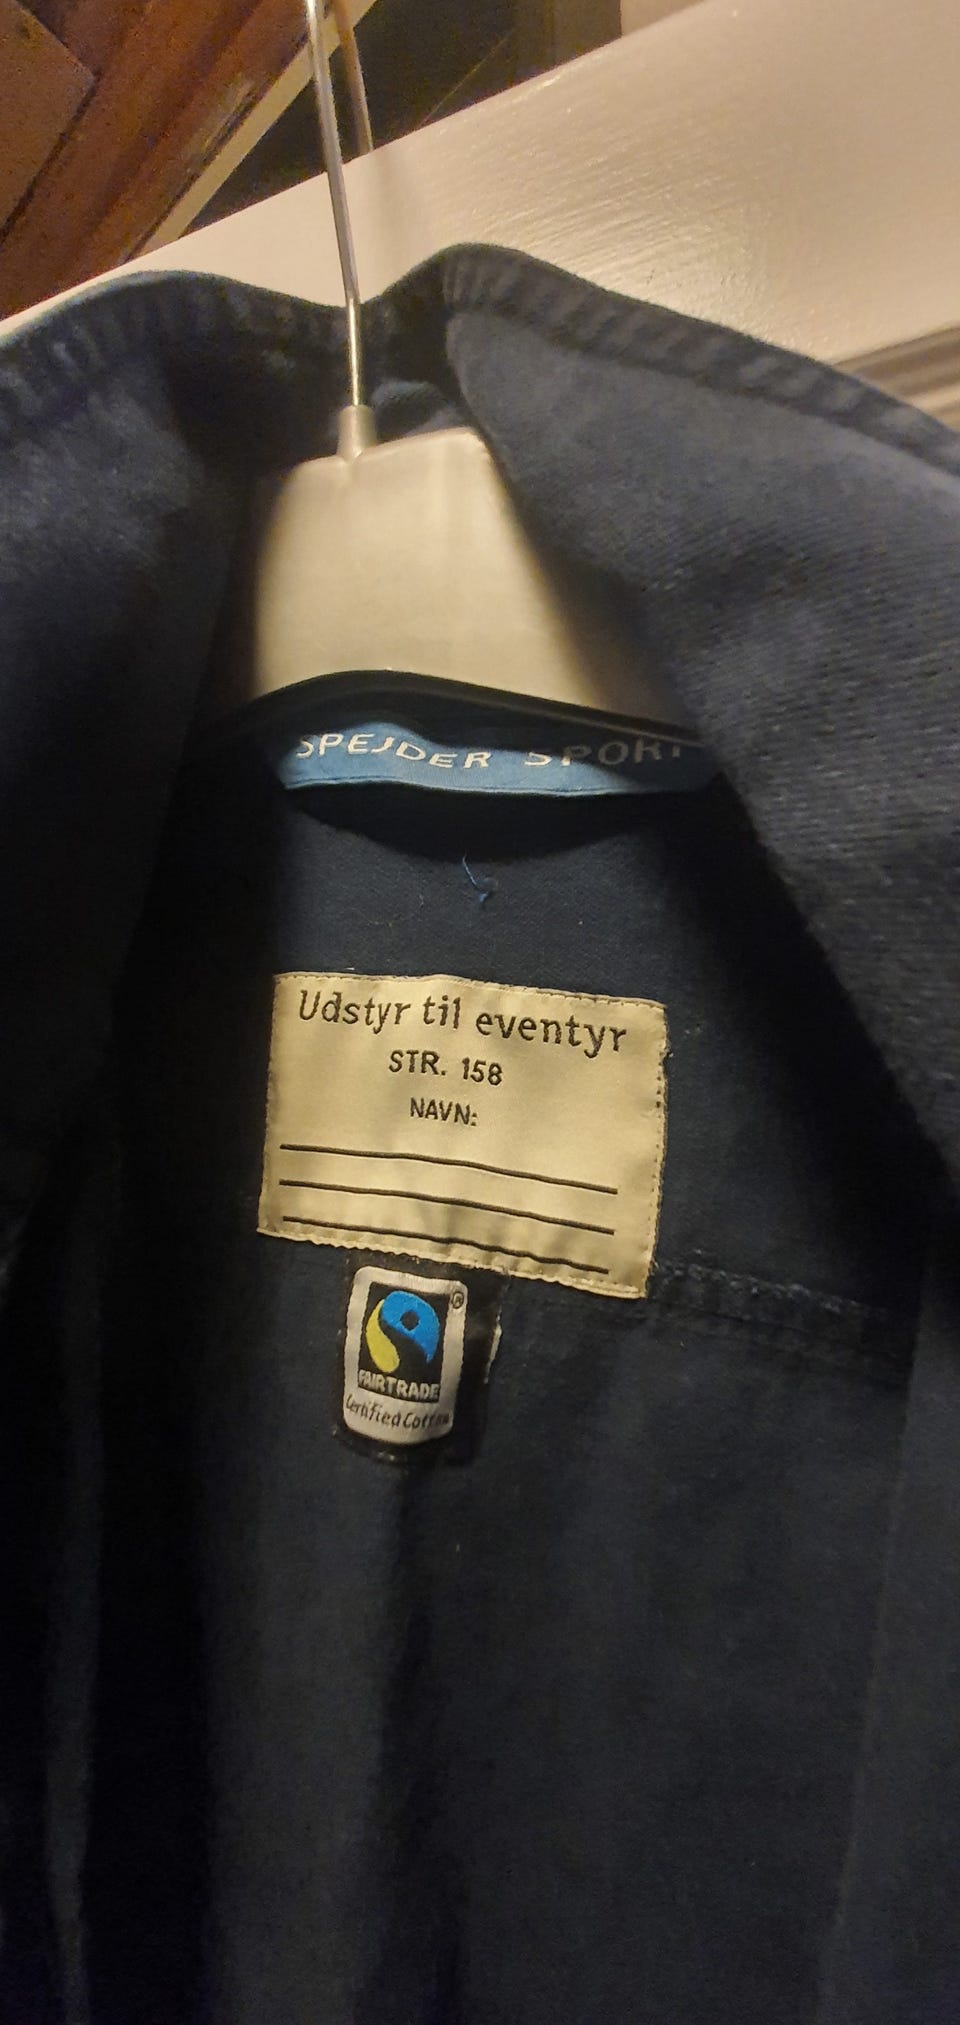 SPEJDER SPORT
Udstyr til eventyr
STR. 158
NAVN:
®
FAIRTRADE
Certified Cotton